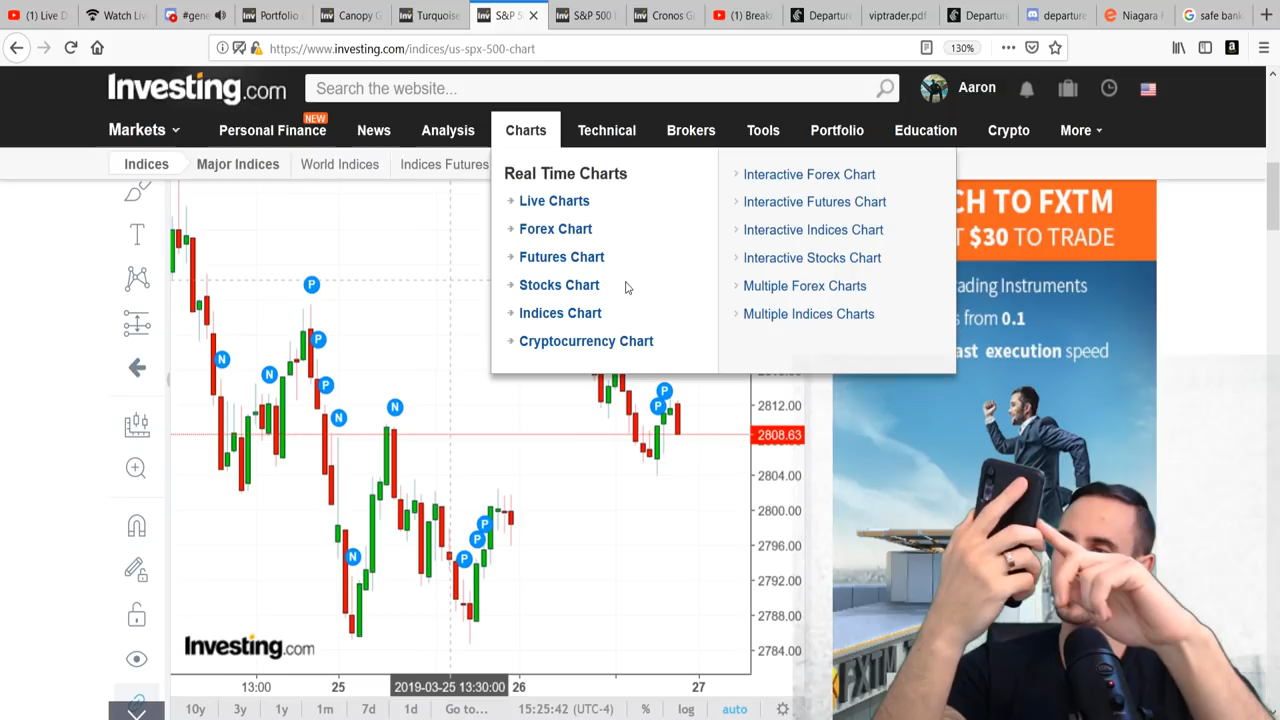 (1) Live D
Watch Liv
#gene
Portfolio
Canopy G
Turquoise
S&P 5
S&P 500
Cronos G
(1) Break
Departure
viptrader.pdf
Departur
departure
Niagara
safe bank
https://www.investing.com/indices/us-spx-500-chart
130%
Investing.com
Search the website...
Aaron
NEW
Markets
Personal Finance
News
Analysis
Charts
Technical
Brokers
Tools
Portfolio
Education
Crypto
More
Indices
Major Indices
World Indices
Indices Futures
Real Time Charts
Live Charts
Forex Chart
Futures Chart
Stocks Chart
Indices Chart
Cryptocurrency Chart
Interactive Forex Chart
Interactive Futures Chart
Interactive Indices Chart
Interactive Stocks Chart
Multiple Forex Charts
Multiple Indices Charts
CH TO FXTM
T $30 TO TRADE
ading Instruments
s from 0.1
ast execution speed
P
P
N
N
P
N
N
P
P
2812.00
2808.63
2804.00
P
2800.00
P
2796.00
N
P
2792.00
2788.00
2784.00
Investing.com
FXTM
13:00
25
2019-03-25 13:30:00
26
27
10y
3y
1y
1m
7d
1d
Go to...
15:25:42 (UTC-4)
%
log
auto